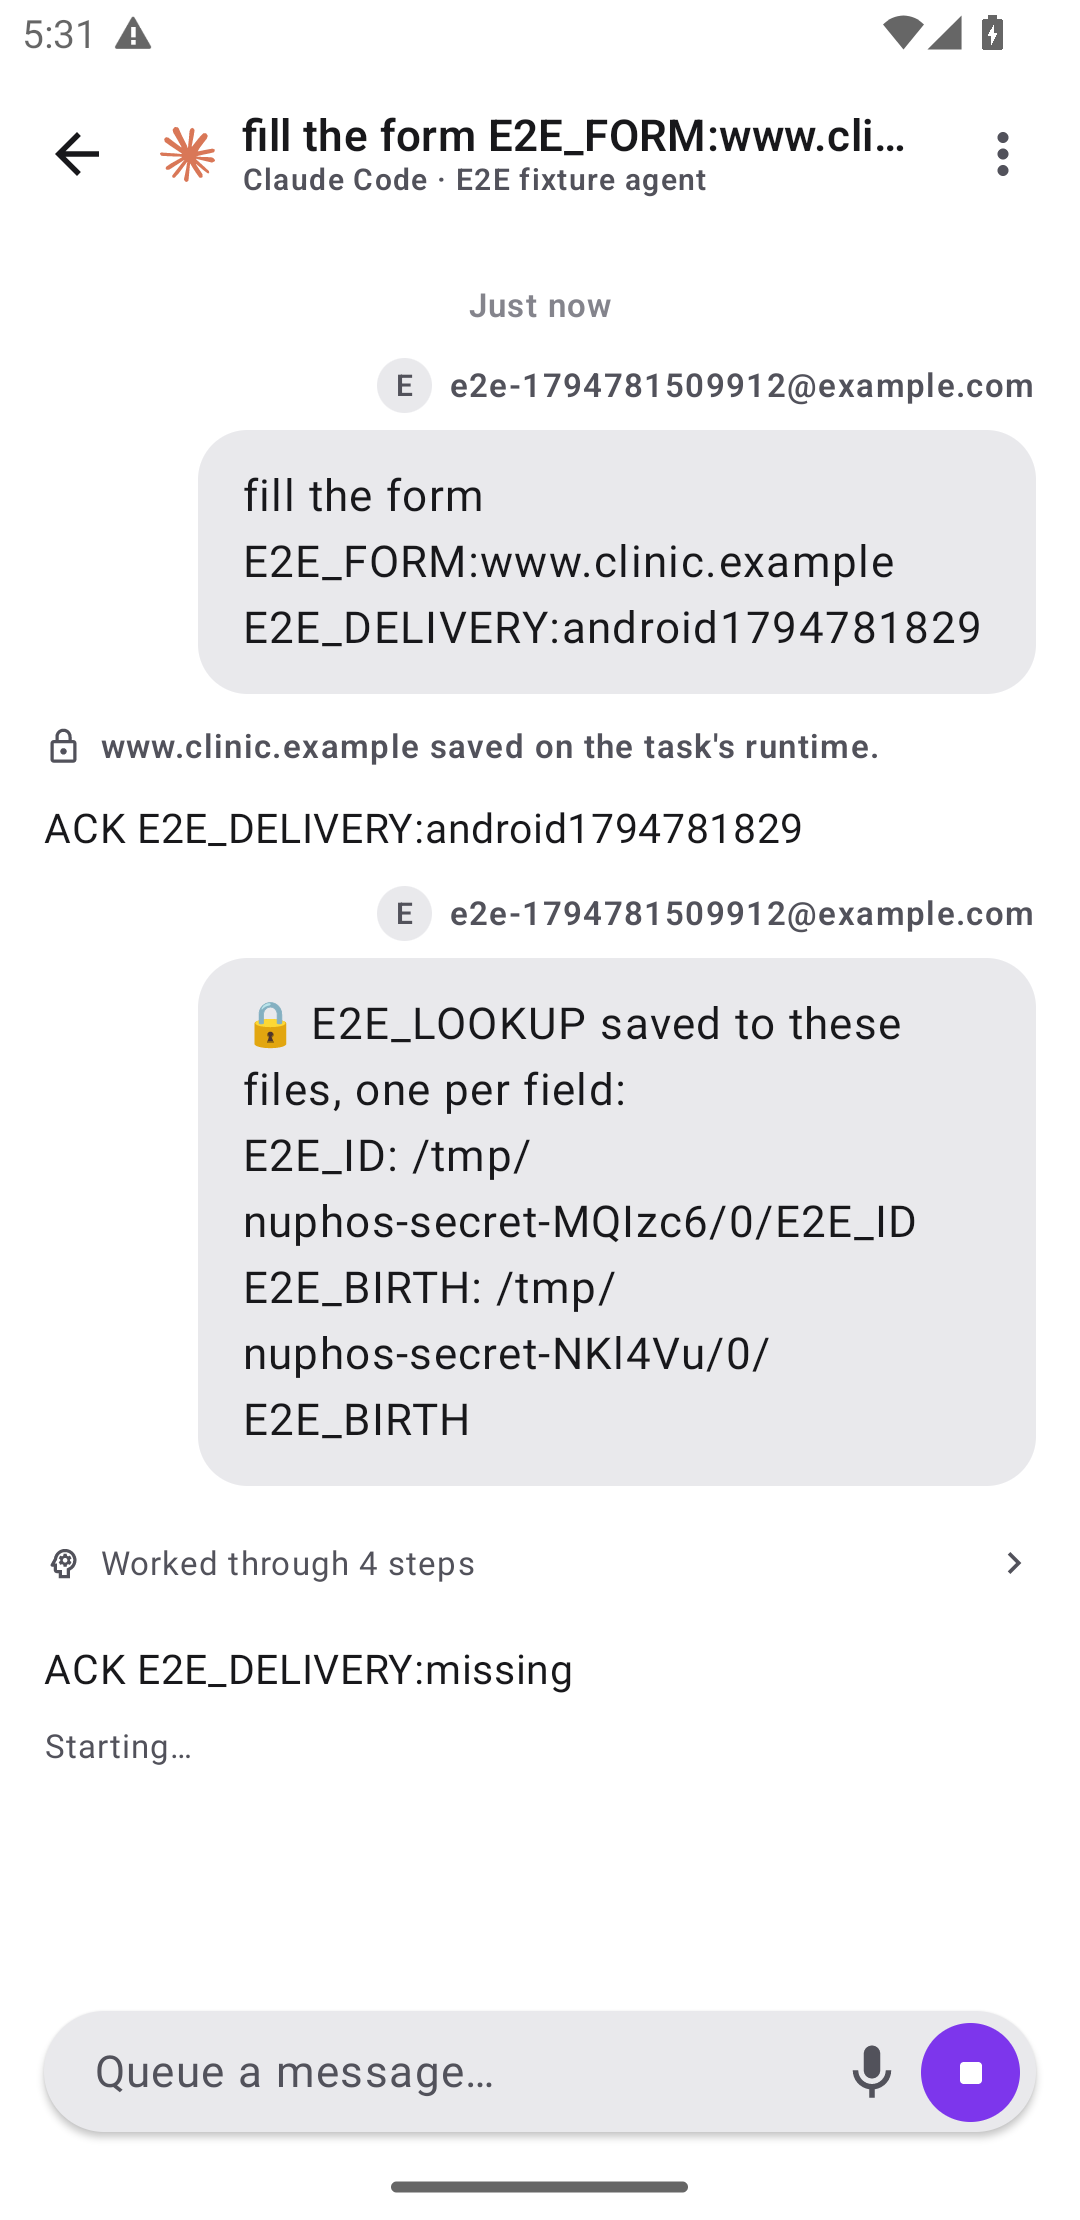 5:31
fill the form E2E_FORM:www.cli...
Claude Code · E2E fixture agent
Just now
E e2e-1794781509912@example.com
fill the form
E2E_FORM:www.clinic.example
E2E_DELIVERY:android1794781829
www.clinic.example saved on the task's runtime.
ACK E2E_DELIVERY:android1794781829
E e2e-1794781509912@example.com
🔒 E2E_LOOKUP saved to these
files, one per field:
E2E_ID: /tmp/
nuphos-secret-MQIzc6/0/E2E_ID
E2E_BIRTH: /tmp/
nuphos-secret-NKl4Vu/0/
E2E_BIRTH
Worked through 4 steps
ACK E2E_DELIVERY:missing
Starting…
Queue a message…